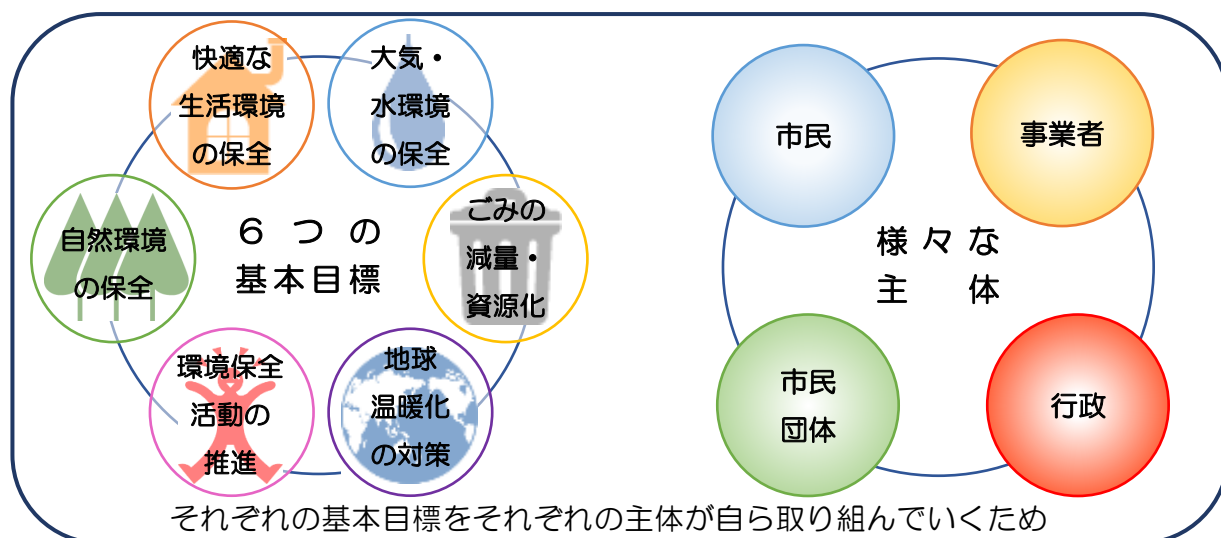 快適な
生活環境
の保全
大気・
水環境
の保全
自然環境
の保全
６つの
基本目標
ごみの
減量・
資源化
環境保全
活動の
推進
地球
温暖化
の対策
市民
事業者
様々な
主体
市民
団体
行政
それぞれの基本目標をそれぞれの主体が自ら取り組んでいくため